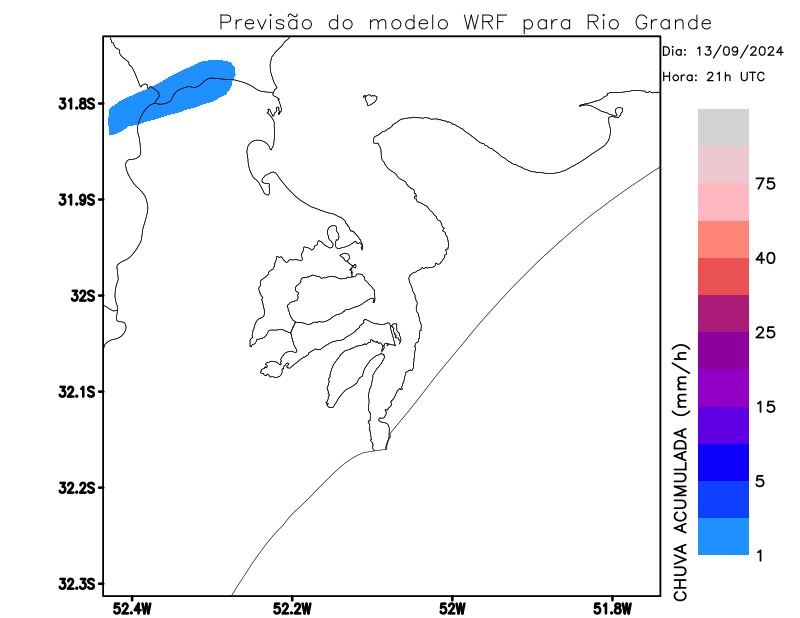 Previsão do modelo WRF para Rio Grande
Dia: 13/09/2024
Hora: 21h UTC
31.8S
31.9S
32S
32.1S
32.2S
32.3S
52.4W
52.2W
52W
51.8W
CHUVA ACUMULADA (mm/h)
75
40
25
15
5
1